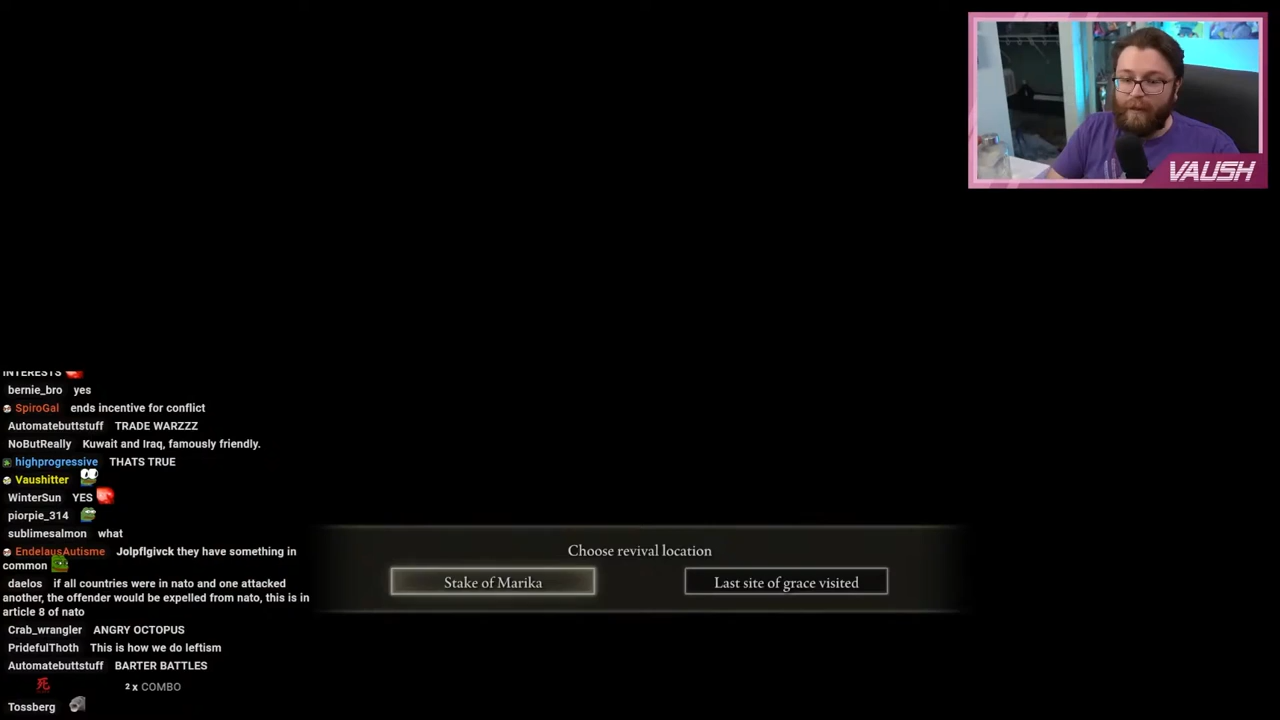 VAUSH
INTERESTS
bernie_bro yes
SpiroGal ends incentive for conflict
Automatebuttstuff TRADE WARZZZ
NoButReally Kuwait and Iraq, famously friendly.
highprogressive THATS TRUE
Vaushitter
WinterSun YES
piorpie_314
sublimesalmon what
EndelausAutisme Jolpflgivck they have something in
common
daelos if all countries were in nato and one attacked
another, the offender would be expelled from nato, this is in
article 8 of nato
Crab_wrangler ANGRY OCTOPUS
PridefulThoth This is how we do leftism
Automatebuttstuff BARTER BATTLES
死 2 x COMBO
Tossberg
Choose revival location
Stake of Marika
Last site of grace visited